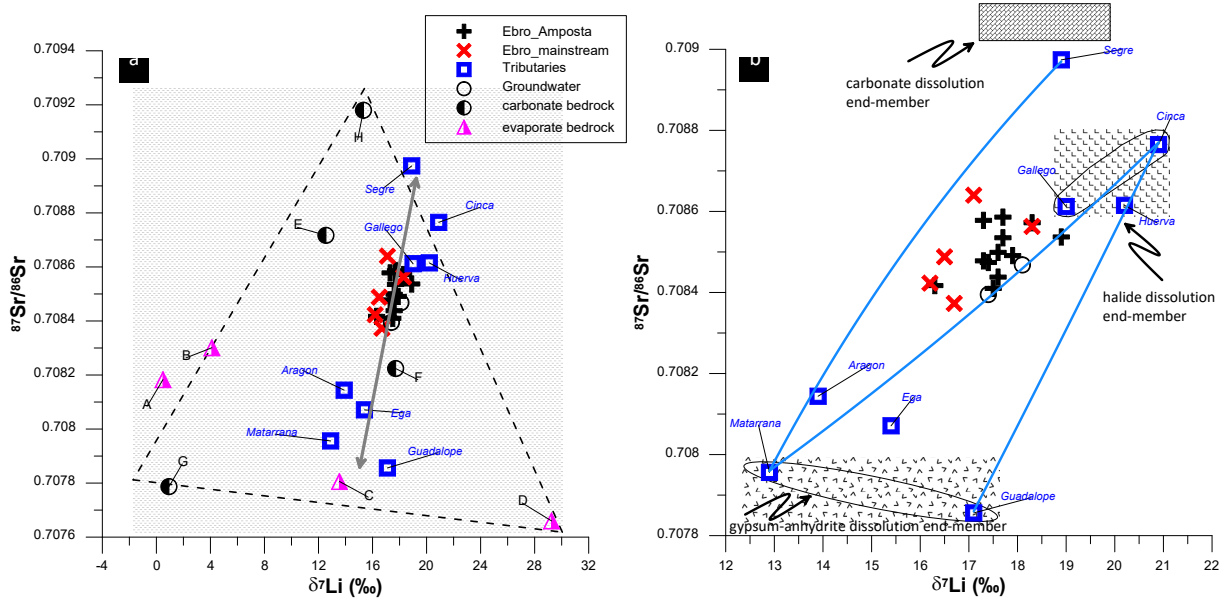 a
Ebro_Amposta
Ebro_mainstream
Tributaries
Groundwater
carbonate bedrock
evaporate bedrock
0.7094
0.7092
0.709
0.7088
0.7086
0.7084
0.7082
0.708
0.7078
0.7076
⁸⁷Sr/⁸⁶Sr
H
Segre
Cinca
Gallego
Huerva
E
B
A
F
Aragon
Ega
Matarrana
Guadalope
G
C
D
-4 0 4 8 12 16 20 24 28 32
δ⁷Li (‰)
b
0.709
0.7088
0.7086
0.7084
0.7082
0.708
0.7078
⁸⁷Sr/⁸⁶Sr
Segre
carbonate dissolution
end-member
Cinca
Gallego
Huerva
halide dissolution
end-member
Aragon
Ega
Matarrana
Guadalope
gypsum-anhydrite dissolution end-member
12 13 14 15 16 17 18 19 20 21 22
δ⁷Li (‰)